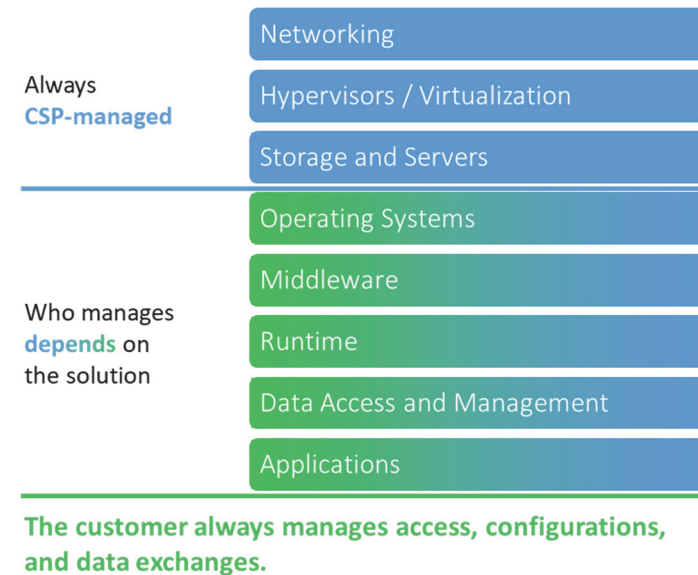 Networking
Always
CSP-managed
Hypervisors / Virtualization
Storage and Servers
Operating Systems
Middleware
Who manages
depends on
the solution
Runtime
Data Access and Management
Applications
The customer always manages access, configurations,
and data exchanges.